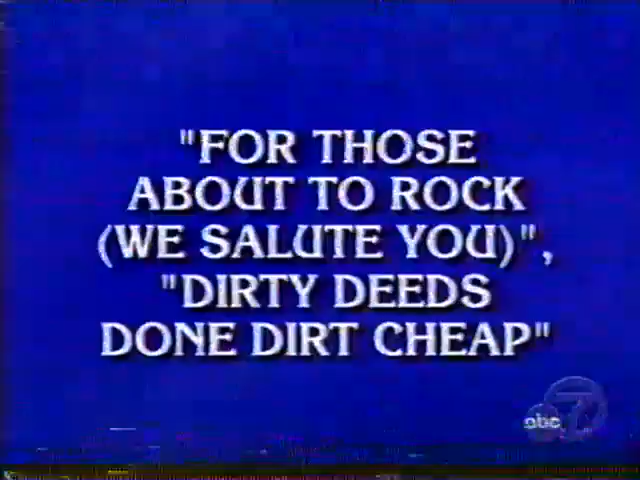 "FOR THOSE
ABOUT TO ROCK
(WE SALUTE YOU)",
"DIRTY DEEDS
DONE DIRT CHEAP"
abc 7